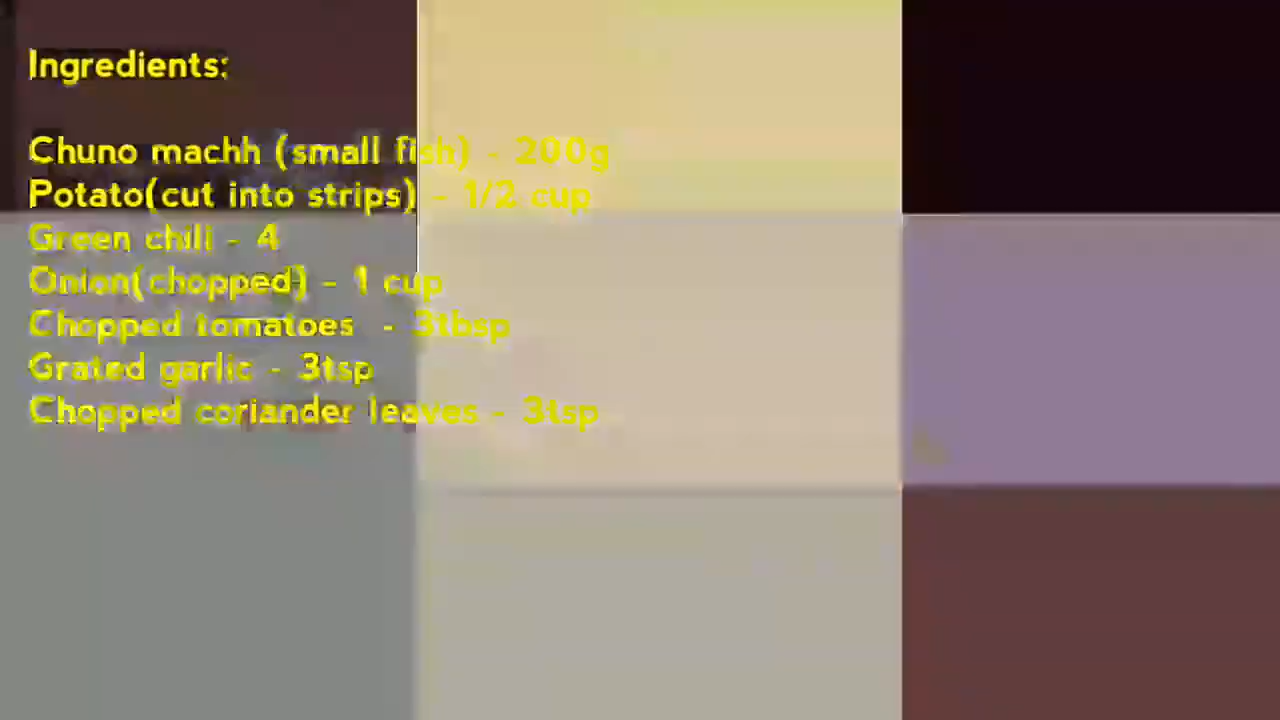 Ingredients:
Chuno machh (small fish) - 200g
Potato(cut into strips) - 1/2 cup
Green chili - 4
Onion(chopped) - 1 cup
Chopped tomatoes - 3tbsp
Grated garlic - 3tsp
Chopped coriander leaves - 3tsp